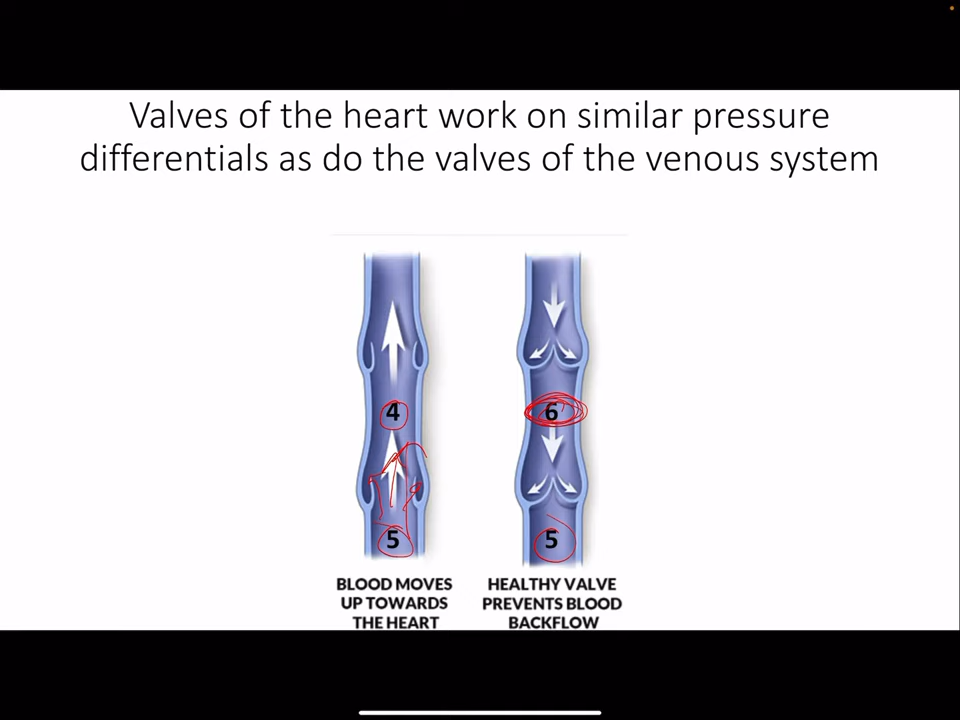 Valves of the heart work on similar pressure
differentials as do the valves of the venous system
4
6
5
5
BLOOD MOVES
UP TOWARDS
THE HEART
HEALTHY VALVE
PREVENTS BLOOD
BACKFLOW